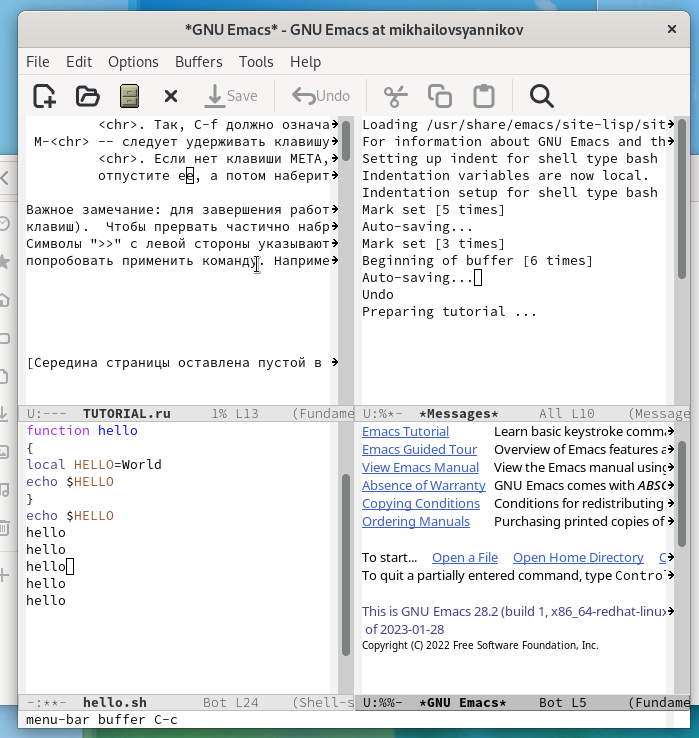 *GNU Emacs* - GNU Emacs at mikhailovsyannikov
File Edit Options Buffers Tools Help
Save Undo
<chr>. Так, C-f должно означа
M-<chr> -- следует удерживать клавишу
<chr>. Если нет клавиши META,
отпустите её, а потом наберит
Важное замечание: для завершения работ
клавиш).  Чтобы прервать частично набр
Символы ">>" с левой стороны указывают
попробовать применить команду. Наприме
[Середина страницы оставлена пустой в
U:---  TUTORIAL.ru  1% L13  (Fundame
Loading /usr/share/emacs/site-lisp/sit
For information about GNU Emacs and th
Setting up indent for shell type bash
Indentation variables are now local.
Indentation setup for shell type bash
Mark set [5 times]
Auto-saving...
Mark set [3 times]
Beginning of buffer [6 times]
Auto-saving...
Undo
Preparing tutorial ...
U:%*-  *Messages*  All L10  (Message
function hello
{
local HELLO=World
echo $HELLO
}
echo $HELLO
hello
hello
hello
hello
hello
-:**-  hello.sh  Bot L24  (Shell-s
Emacs Tutorial Learn basic keystroke comm
Emacs Guided Tour Overview of Emacs features a
View Emacs Manual View the Emacs manual using
Absence of Warranty GNU Emacs comes with ABSO
Copying Conditions Conditions for redistributing
Ordering Manuals Purchasing printed copies of
To start... Open a File Open Home Directory C
To quit a partially entered command, type Contro
This is GNU Emacs 28.2 (build 1, x86_64-redhat-linux
of 2023-01-28
Copyright (C) 2022 Free Software Foundation, Inc.
U:%%-  *GNU Emacs*  Bot L5  (Fundame
menu-bar buffer C-c